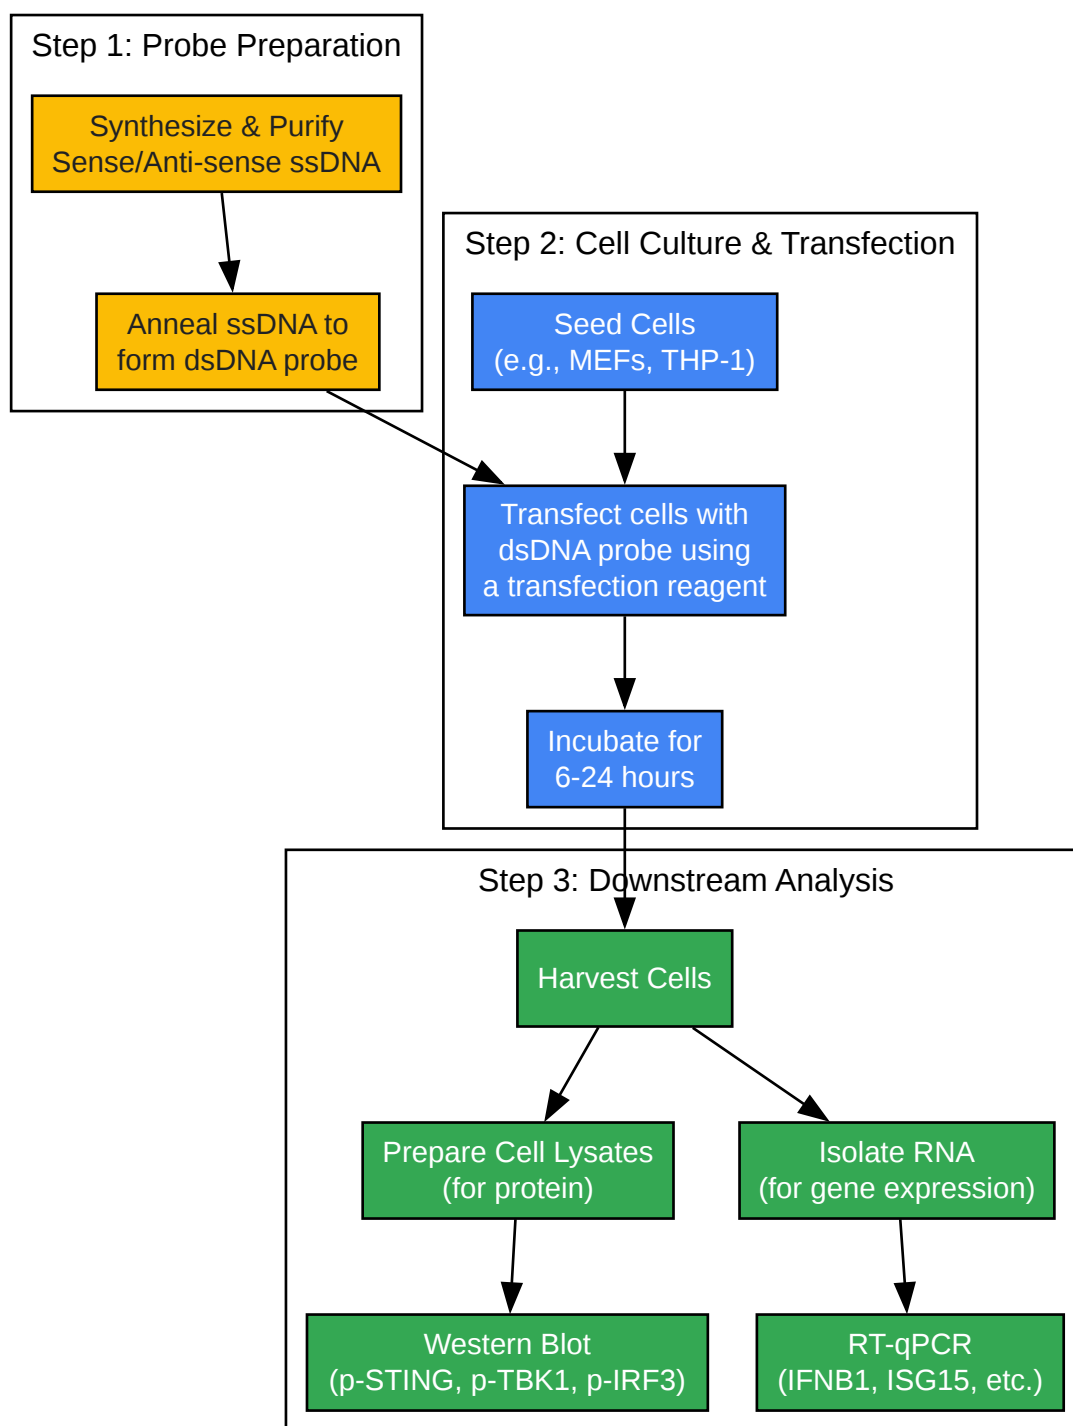 Step 1: Probe Preparation
Synthesize & Purify
Sense/Anti-sense ssDNA
Anneal ssDNA to
form dsDNA probe
Step 2: Cell Culture & Transfection
Seed Cells
(e.g., MEFs, THP-1)
Transfect cells with
dsDNA probe using
a transfection reagent
Incubate for
6-24 hours
Step 3: Downstream Analysis
Harvest Cells
Prepare Cell Lysates
(for protein)
Isolate RNA
(for gene expression)
Western Blot
(p-STING, p-TBK1, p-IRF3)
RT-qPCR
(IFNB1, ISG15, etc.)